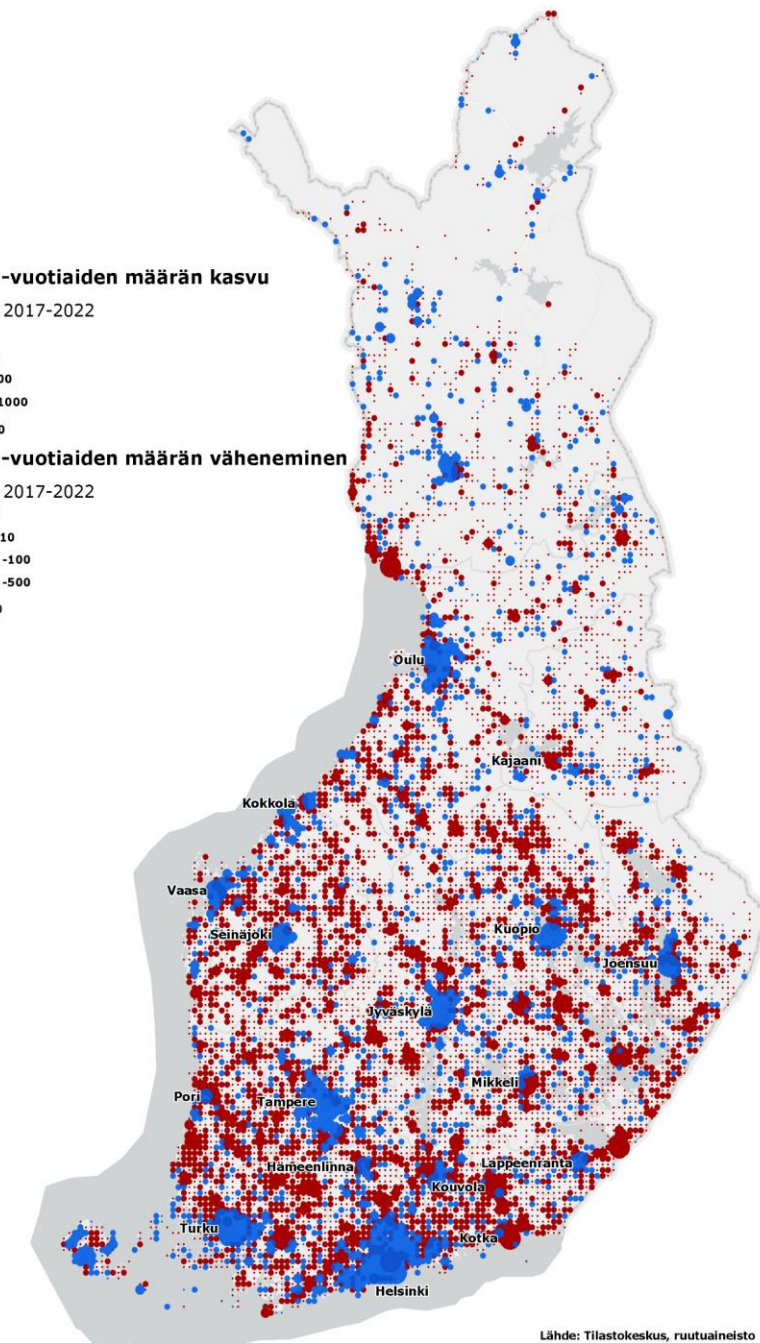 -vuotiaiden määrän kasvu
2017-2022
00
1000
0
-vuotiaiden määrän väheneminen
2017-2022
10
-100
-500
0
Oulu
Kajaani
Kokkola
Vaasa
Seinäjoki
Kuopio
Joensuu
Jyväskylä
Mikkeli
Pori
Tampere
Hämeenlinna
Lappeenranta
Kouvola
Turku
Kotka
Helsinki
Lähde: Tilastokeskus, ruutuaineisto